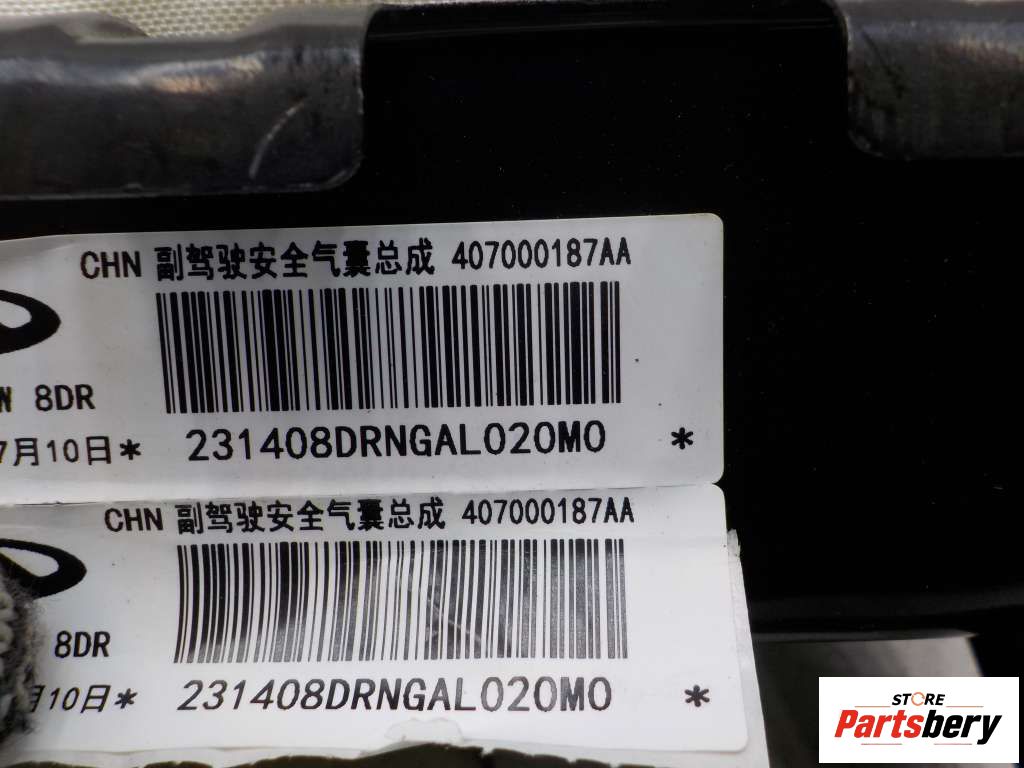 CHN 副驾驶安全气囊总成 407000187AA
8DR
7月10日*
231408DRNGAL020M0 *
CHN 副驾驶安全气囊总成 407000187AA
8DR
月10日*
231408DRNGAL020M0 *
STORE
Partsbery